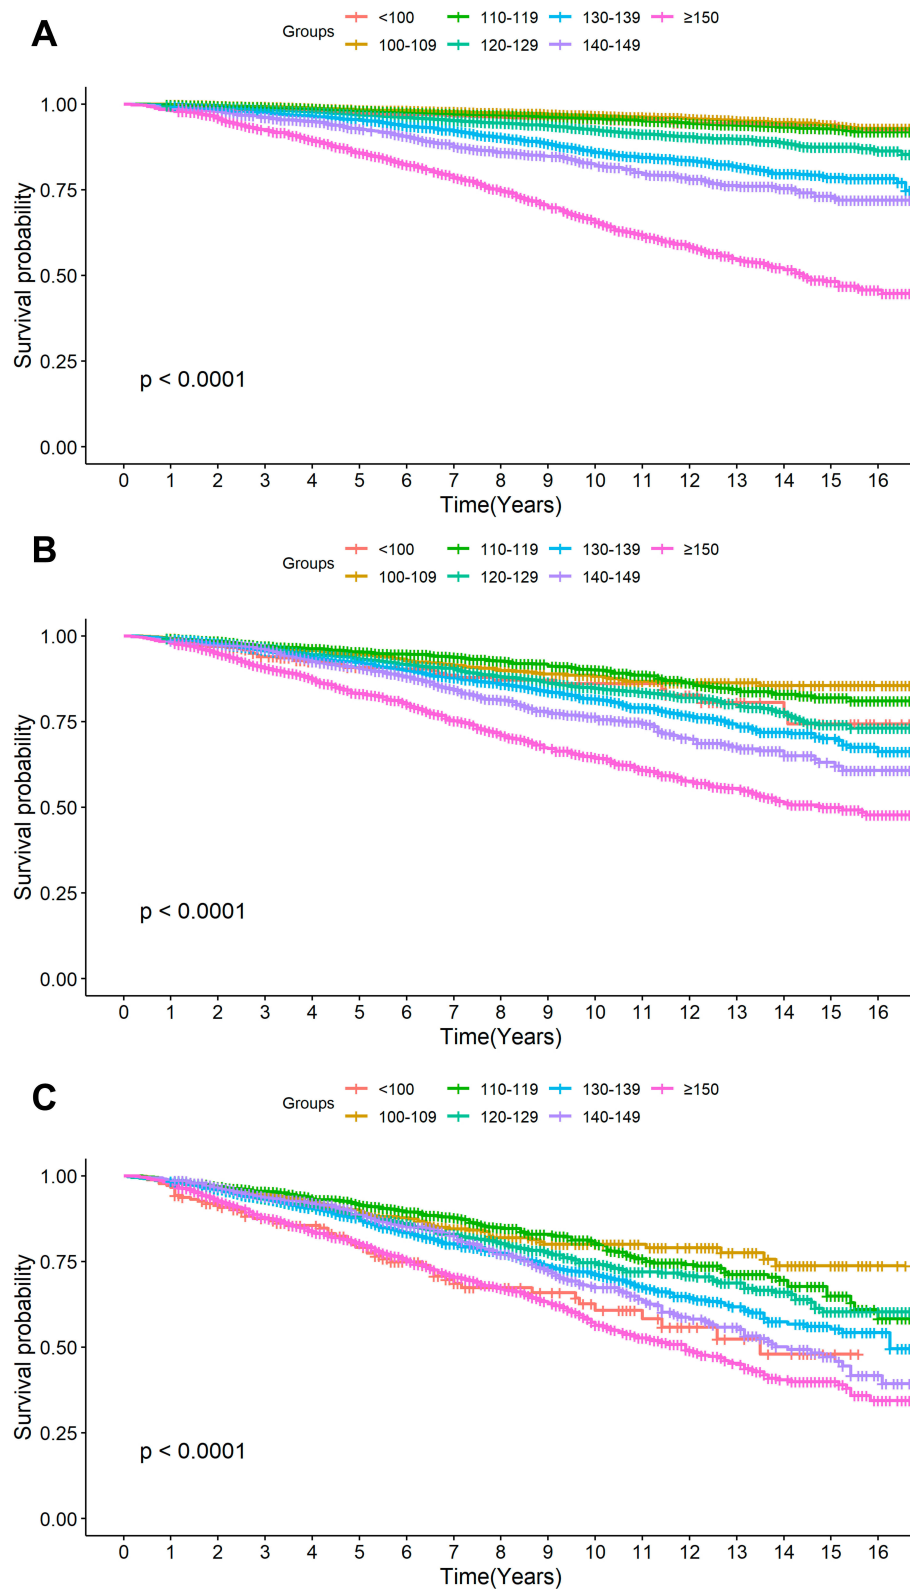 A
Groups <100 110-119 130-139 ≥150
100-109 120-129 140-149
1.00
0.75
0.50
0.25
0.00
Survival probability
p < 0.0001
0 1 2 3 4 5 6 7 8 9 10 11 12 13 14 15 16
Time(Years)
B
Groups <100 110-119 130-139 ≥150
100-109 120-129 140-149
1.00
0.75
0.50
0.25
0.00
Survival probability
p < 0.0001
0 1 2 3 4 5 6 7 8 9 10 11 12 13 14 15 16
Time(Years)
C
Groups <100 110-119 130-139 ≥150
100-109 120-129 140-149
1.00
0.75
0.50
0.25
0.00
Survival probability
p < 0.0001
0 1 2 3 4 5 6 7 8 9 10 11 12 13 14 15 16
Time(Years)